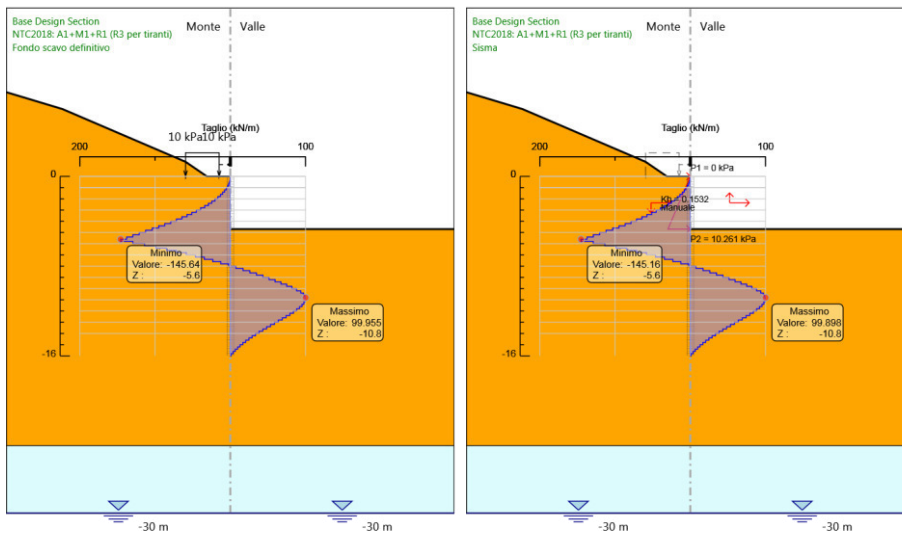 Base Design Section
NTC2018: A1+M1+R1 (R3 per tiranti)
Fondo scavo definitivo
Monte
Valle
Taglio (kN/m)
10 kPa
10 kPa
200
100
0
Minimo
Valore: -145.64
Z : -5.6
Massimo
Valore: 99.955
Z : -10.8
-16
-30 m
-30 m
Base Design Section
NTC2018: A1+M1+R1 (R3 per tiranti)
Sisma
Monte
Valle
Taglio (kN/m)
200
100
0
P1 = 0 kPa
Kh = 0.1532
Manuale
P2 = 10.261 kPa
Minimo
Valore: -145.16
Z : -5.6
Massimo
Valore: 99.898
Z : -10.8
-16
-30 m
-30 m